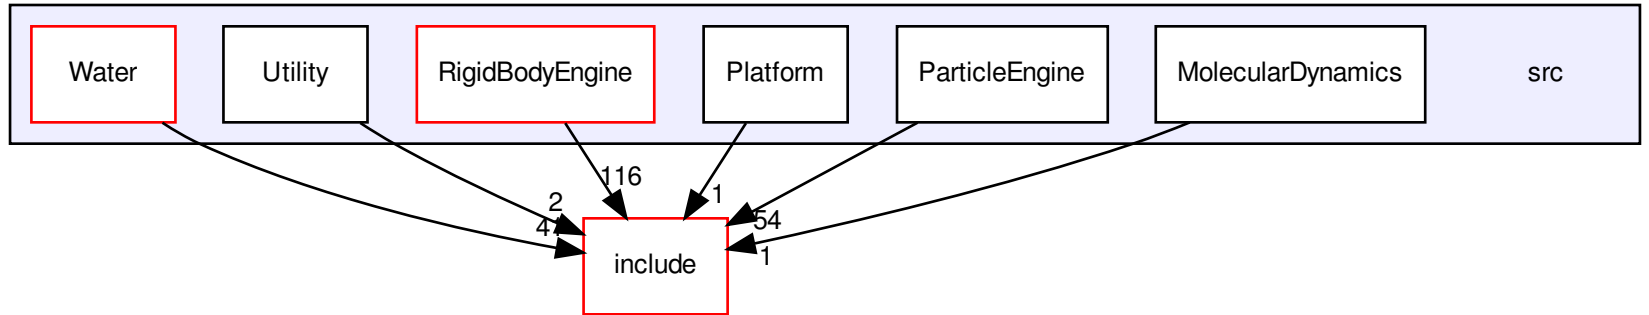 Water
Utility
RigidBodyEngine
Platform
ParticleEngine
MolecularDynamics
src
116
1
2
54
1
include